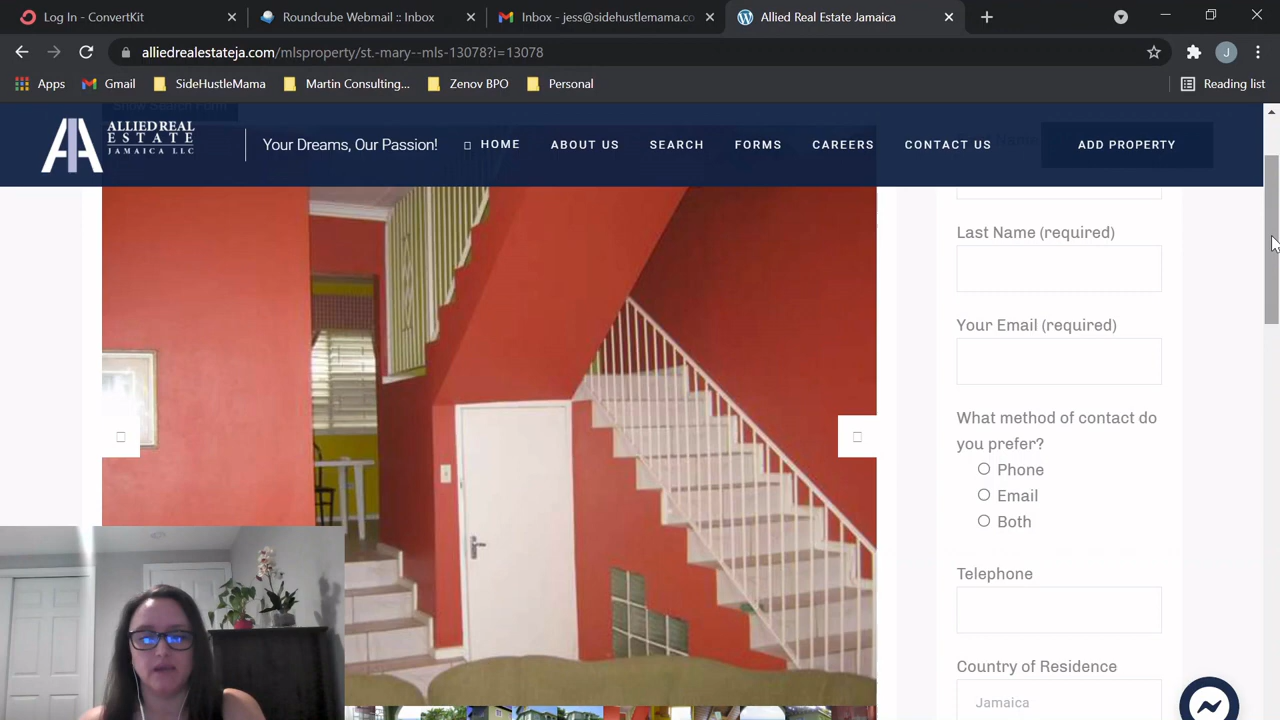 Log In - ConvertKit
Roundcube Webmail :: Inbox
Inbox - jess@sidehustlemama.co
Allied Real Estate Jamaica
alliedrealestateja.com/mlsproperty/st.-mary--mls-13078?i=13078
J
Apps
Gmail
SideHustleMama
Martin Consulting...
Zenov BPO
Personal
Reading list
Show Search Form
ALLIED REAL
ESTATE
JAMAICA LLC
Your Dreams, Our Passion!
HOME
ABOUT US
SEARCH
FORMS
CAREERS
CONTACT US
ADD PROPERTY
Last Name (required)
Your Email (required)
What method of contact do
you prefer?
Phone
Email
Both
Telephone
Country of Residence
Jamaica